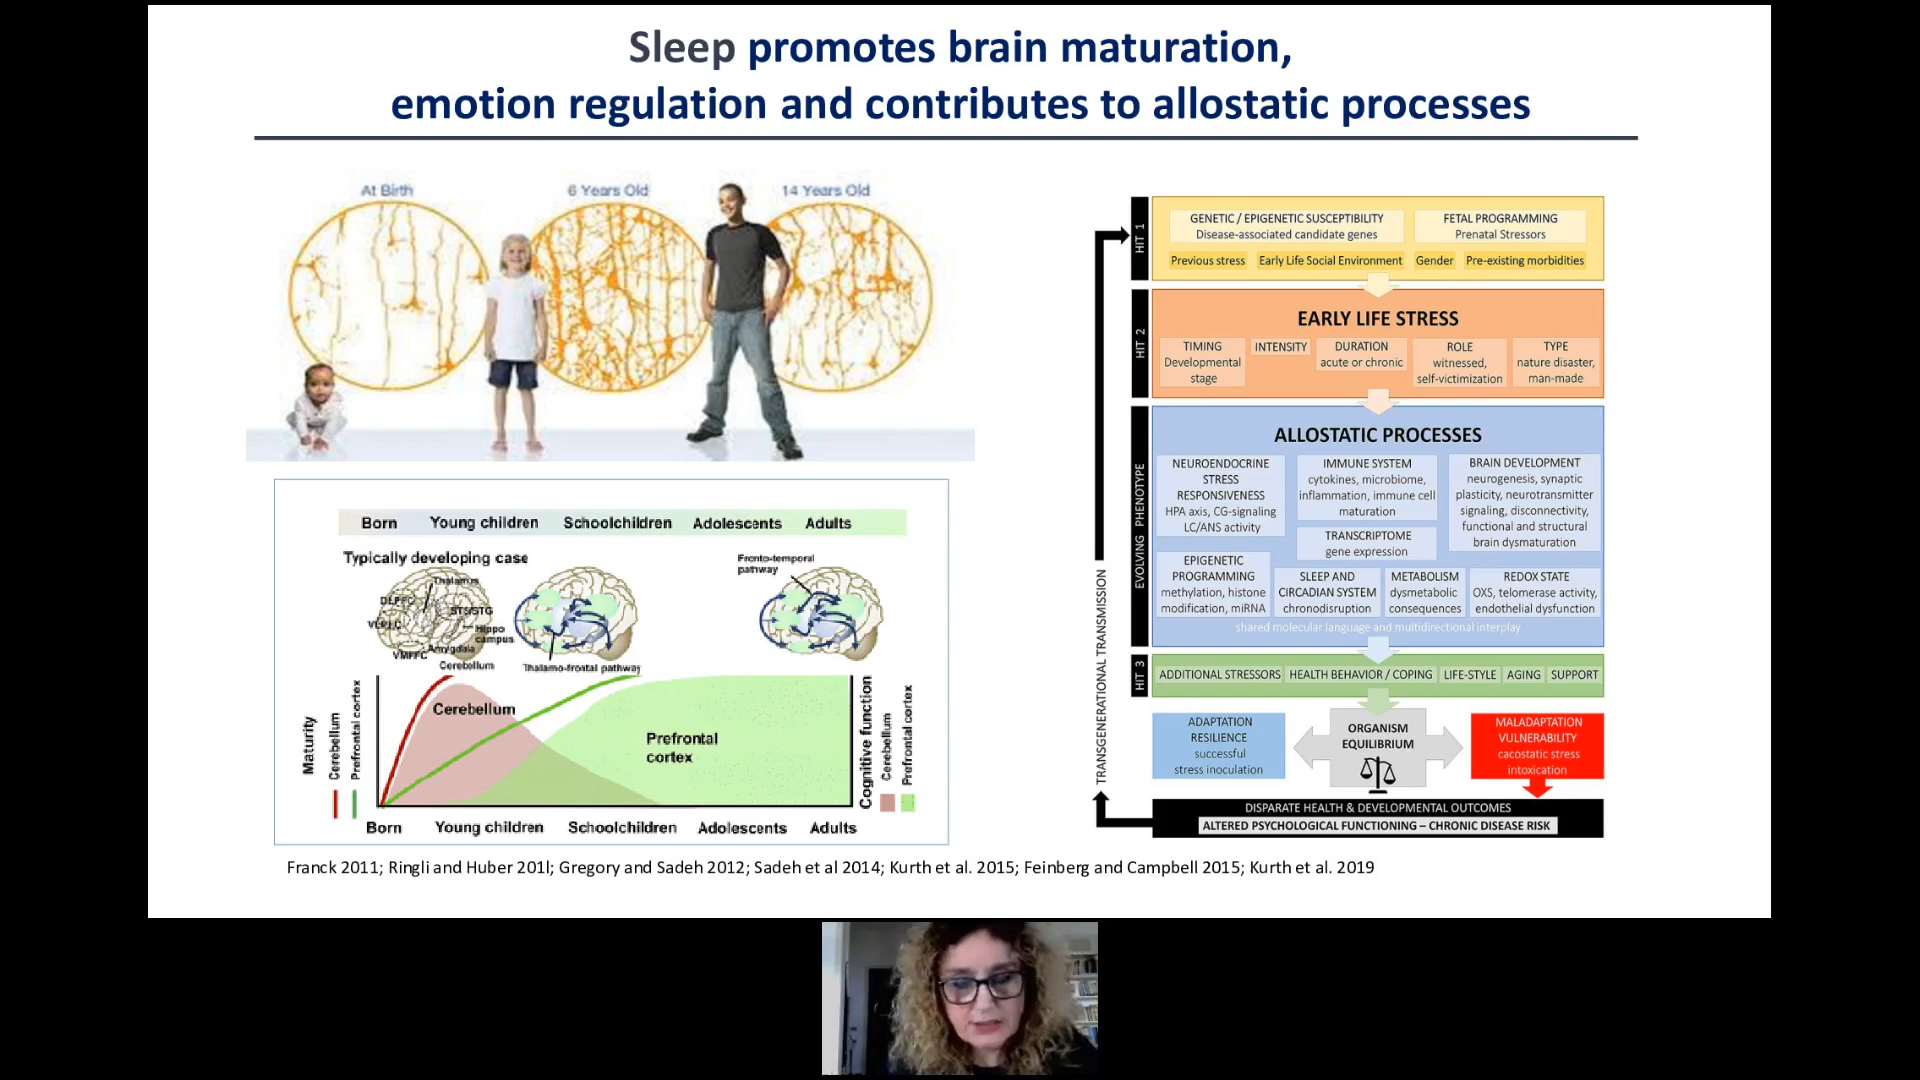 Sleep promotes brain maturation,
emotion regulation and contributes to allostatic processes
At Birth
6 Years Old
14 Years Old
Born Young children Schoolchildren Adolescents Adults
Typically developing case
Thalamus
DLPFC
STS/STG
VLPFC
Hippo
campus
Amygdala
VMPFC
Cerebellum
Thalamo-frontal pathway
Fronto-temporal
pathway
Maturity
Cerebellum
Prefrontal cortex
Cerebellum
Prefrontal
cortex
Cognitive function
Cerebellum
Prefrontal cortex
Born Young children Schoolchildren Adolescents Adults
HIT 1
GENETIC / EPIGENETIC SUSCEPTIBILITY
Disease-associated candidate genes
FETAL PROGRAMMING
Prenatal Stressors
Previous stress
Early Life Social Environment
Gender
Pre-existing morbidities
HIT 2
EARLY LIFE STRESS
TIMING
Developmental
stage
INTENSITY
DURATION
acute or chronic
ROLE
witnessed,
self-victimization
TYPE
nature disaster,
man-made
EVOLVING PHENOTYPE
ALLOSTATIC PROCESSES
NEUROENDOCRINE
STRESS
RESPONSIVENESS
HPA axis, CG-signaling
LC/ANS activity
IMMUNE SYSTEM
cytokines, microbiome,
inflammation, immune cell
maturation
BRAIN DEVELOPMENT
neurogenesis, synaptic
plasticity, neurotransmitter
signaling, disconnectivity,
functional and structural
brain dysmaturation
TRANSCRIPTOME
gene expression
EPIGENETIC
PROGRAMMING
methylation, histone
modification, miRNA
SLEEP AND
CIRCADIAN SYSTEM
chronodisruption
METABOLISM
dysmetabolic
consequences
REDOX STATE
OXS, telomerase activity,
endothelial dysfunction
shared molecular language and multidirectional interplay
HIT 3
ADDITIONAL STRESSORS
HEALTH BEHAVIOR / COPING
LIFE-STYLE
AGING
SUPPORT
ADAPTATION
RESILIENCE
successful
stress inoculation
ORGANISM
EQUILIBRIUM
MALADAPTATION
VULNERABILITY
cacostatic stress
intoxication
DISPARATE HEALTH & DEVELOPMENTAL OUTCOMES
ALTERED PSYCHOLOGICAL FUNCTIONING – CHRONIC DISEASE RISK
TRANSGENERATIONAL TRANSMISSION
Franck 2011; Ringli and Huber 201l; Gregory and Sadeh 2012; Sadeh et al 2014; Kurth et al. 2015; Feinberg and Campbell 2015; Kurth et al. 2019